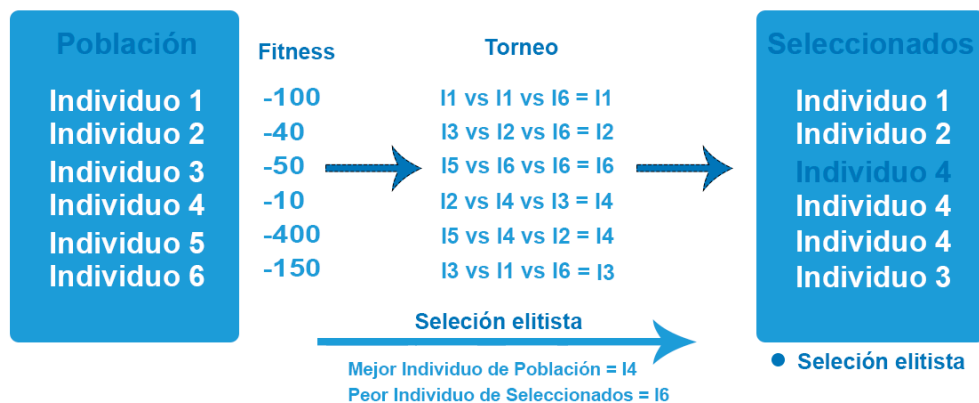 Población
Individuo 1
Individuo 2
Individuo 3
Individuo 4
Individuo 5
Individuo 6
Fitness
-100
-40
-50
-10
-400
-150
Torneo
I1 vs I1 vs I6 = I1
I3 vs I2 vs I6 = I2
I5 vs I6 vs I6 = I6
I2 vs I4 vs I3 = I4
I5 vs I4 vs I2 = I4
I3 vs I1 vs I6 = I3
Seleción elitista
Mejor Individuo de Población = I4
Peor Individuo de Seleccionados = I6
Seleccionados
Individuo 1
Individuo 2
Individuo 4
Individuo 4
Individuo 4
Individuo 3
Seleción elitista